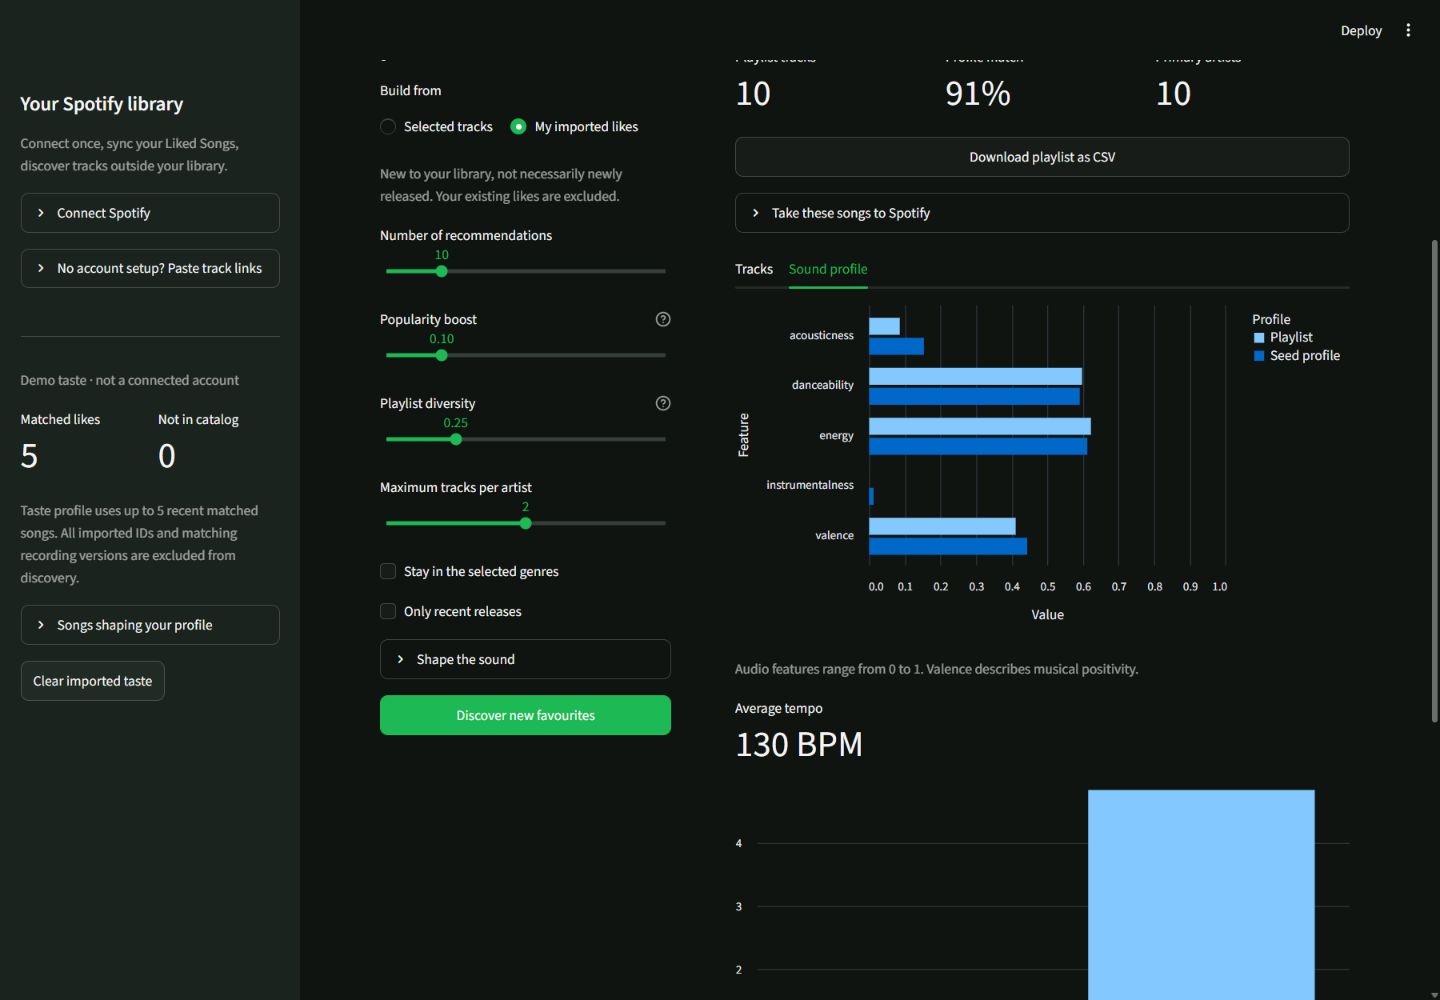 Deploy
Your Spotify library
Connect once, sync your Liked Songs,
discover tracks outside your library.
Connect Spotify
No account setup? Paste track links
Demo taste · not a connected account
Matched likes
Not in catalog
5
0
Taste profile uses up to 5 recent matched
songs. All imported IDs and matching
recording versions are excluded from
discovery.
Songs shaping your profile
Clear imported taste
Build from
Selected tracks
My imported likes
New to your library, not necessarily newly
released. Your existing likes are excluded.
Number of recommendations
10
Popularity boost
0.10
Playlist diversity
0.25
Maximum tracks per artist
2
Stay in the selected genres
Only recent releases
Shape the sound
Discover new favourites
Playlist tracks
Profile match
Primary artists
10
91%
10
Download playlist as CSV
Take these songs to Spotify
Tracks
Sound profile
Feature
acousticness
danceability
energy
instrumentalness
valence
0.0 0.1 0.2 0.3 0.4 0.5 0.6 0.7 0.8 0.9 1.0
Value
Profile
Playlist
Seed profile
Audio features range from 0 to 1. Valence describes musical positivity.
Average tempo
130 BPM
4
3
2